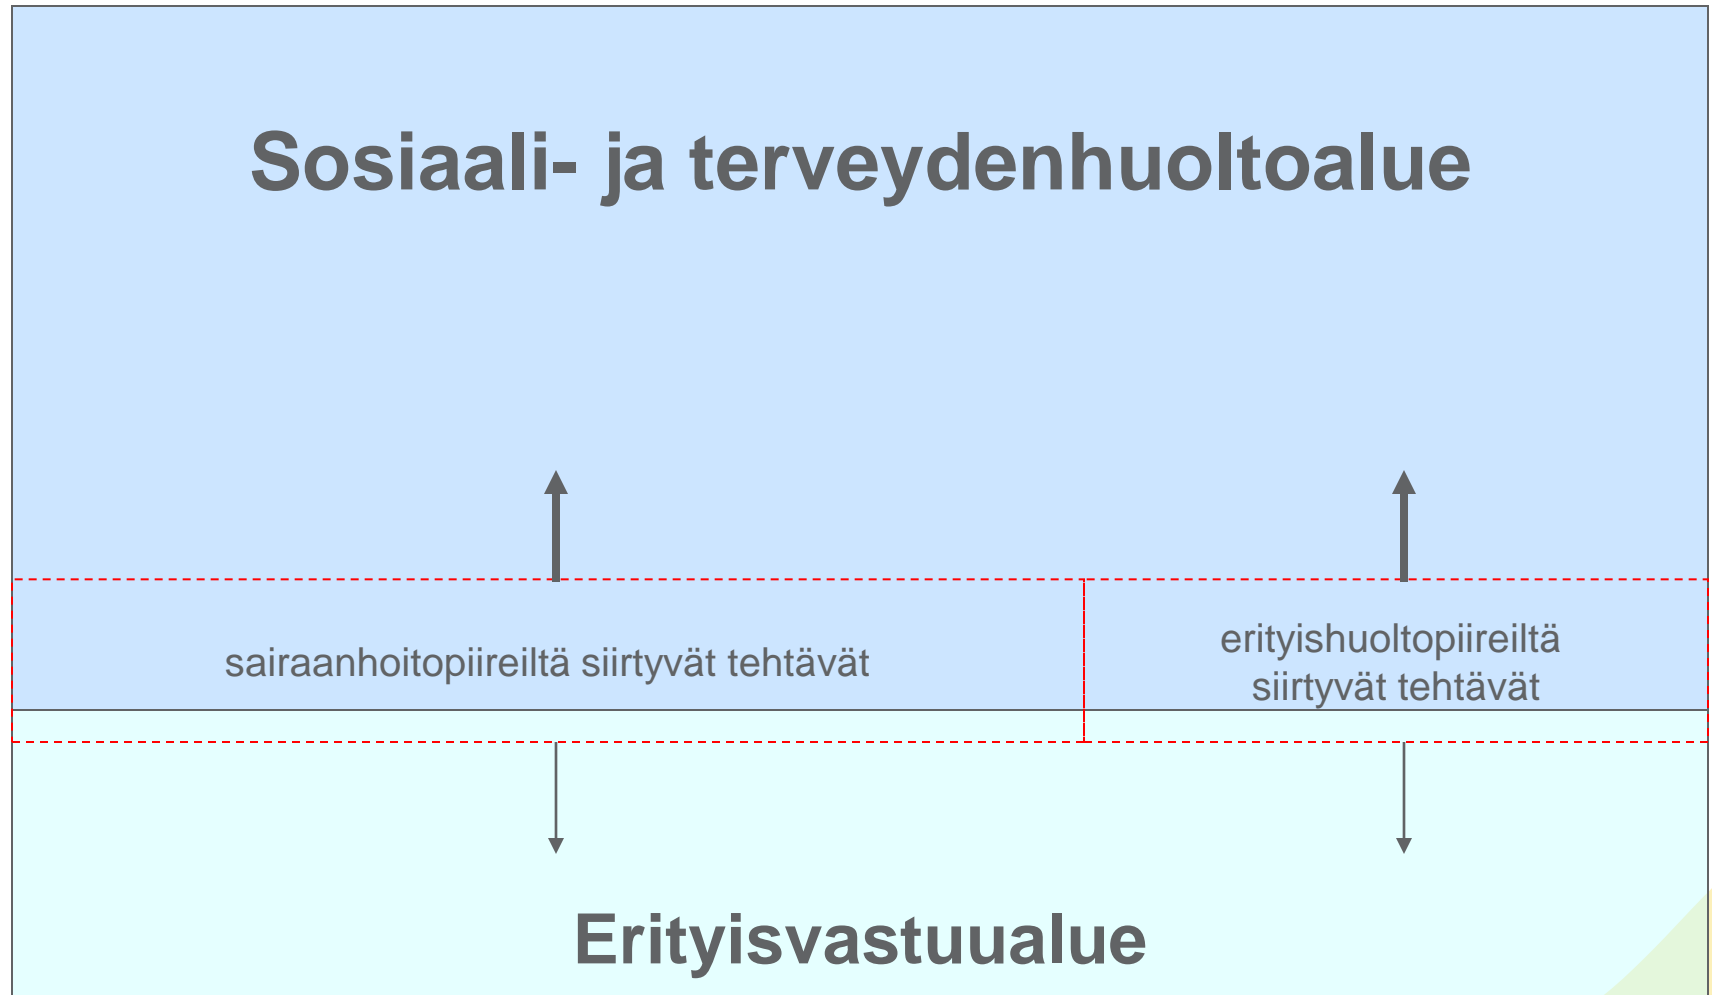 Sosiaali- ja terveydenhuoltoalue
sairaanhoitopiireiltä siirtyvät tehtävät
erityishuoltopiireiltä
siirtyvät tehtävät
Erityisvastuualue